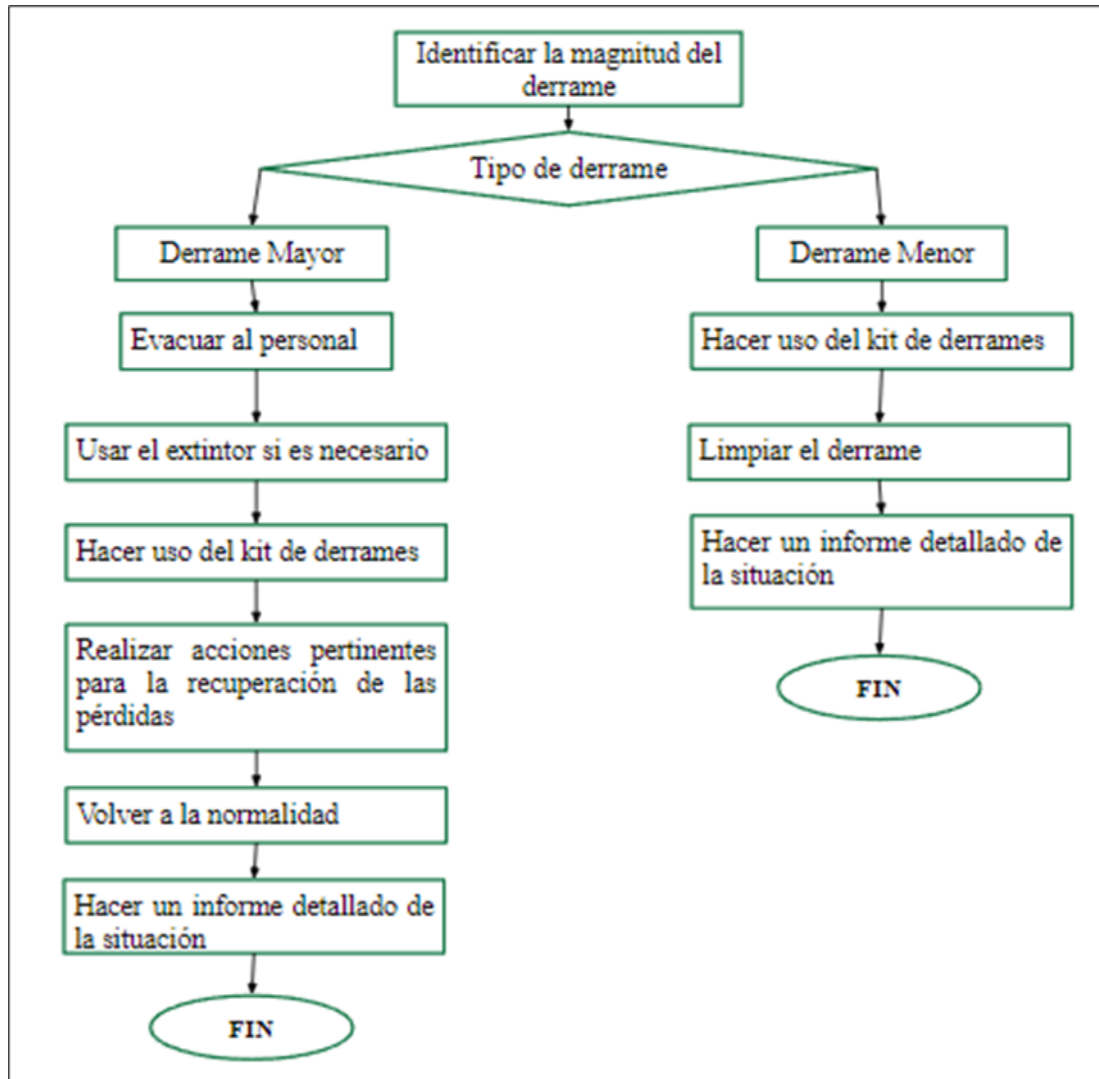 Identificar la magnitud del
derrame
Tipo de derrame
Derrame Mayor
Evacuar al personal
Usar el extintor si es necesario
Hacer uso del kit de derrames
Realizar acciones pertinentes
para la recuperación de las
pérdidas
Volver a la normalidad
Hacer un informe detallado de
la situación
FIN
Derrame Menor
Hacer uso del kit de derrames
Limpiar el derrame
Hacer un informe detallado de
la situación
FIN